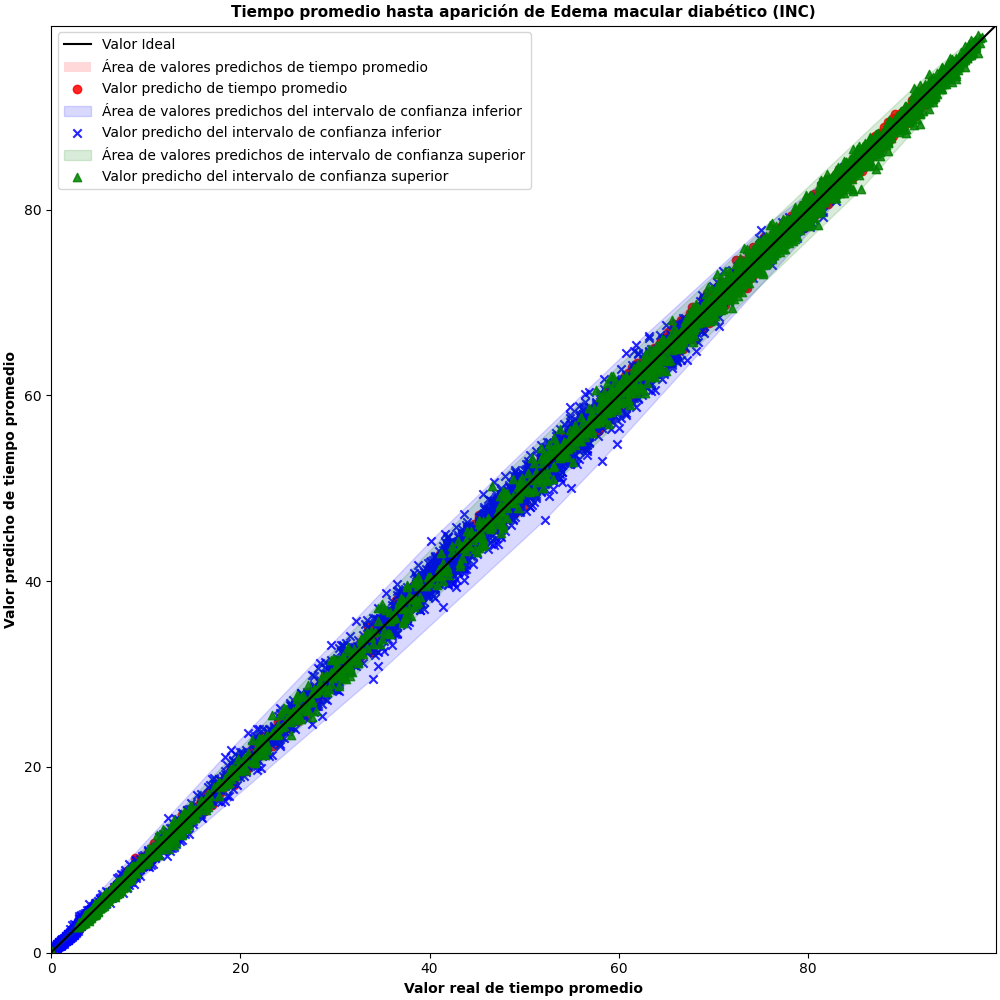 Tiempo promedio hasta aparición de Edema macular diabético (INC)
Valor Ideal
Área de valores predichos de tiempo promedio
Valor predicho de tiempo promedio
Área de valores predichos del intervalo de confianza inferior
Valor predicho del intervalo de confianza inferior
Área de valores predichos de intervalo de confianza superior
Valor predicho del intervalo de confianza superior
Valor predicho de tiempo promedio
80
60
40
20
0
0 20 40 60 80
Valor real de tiempo promedio